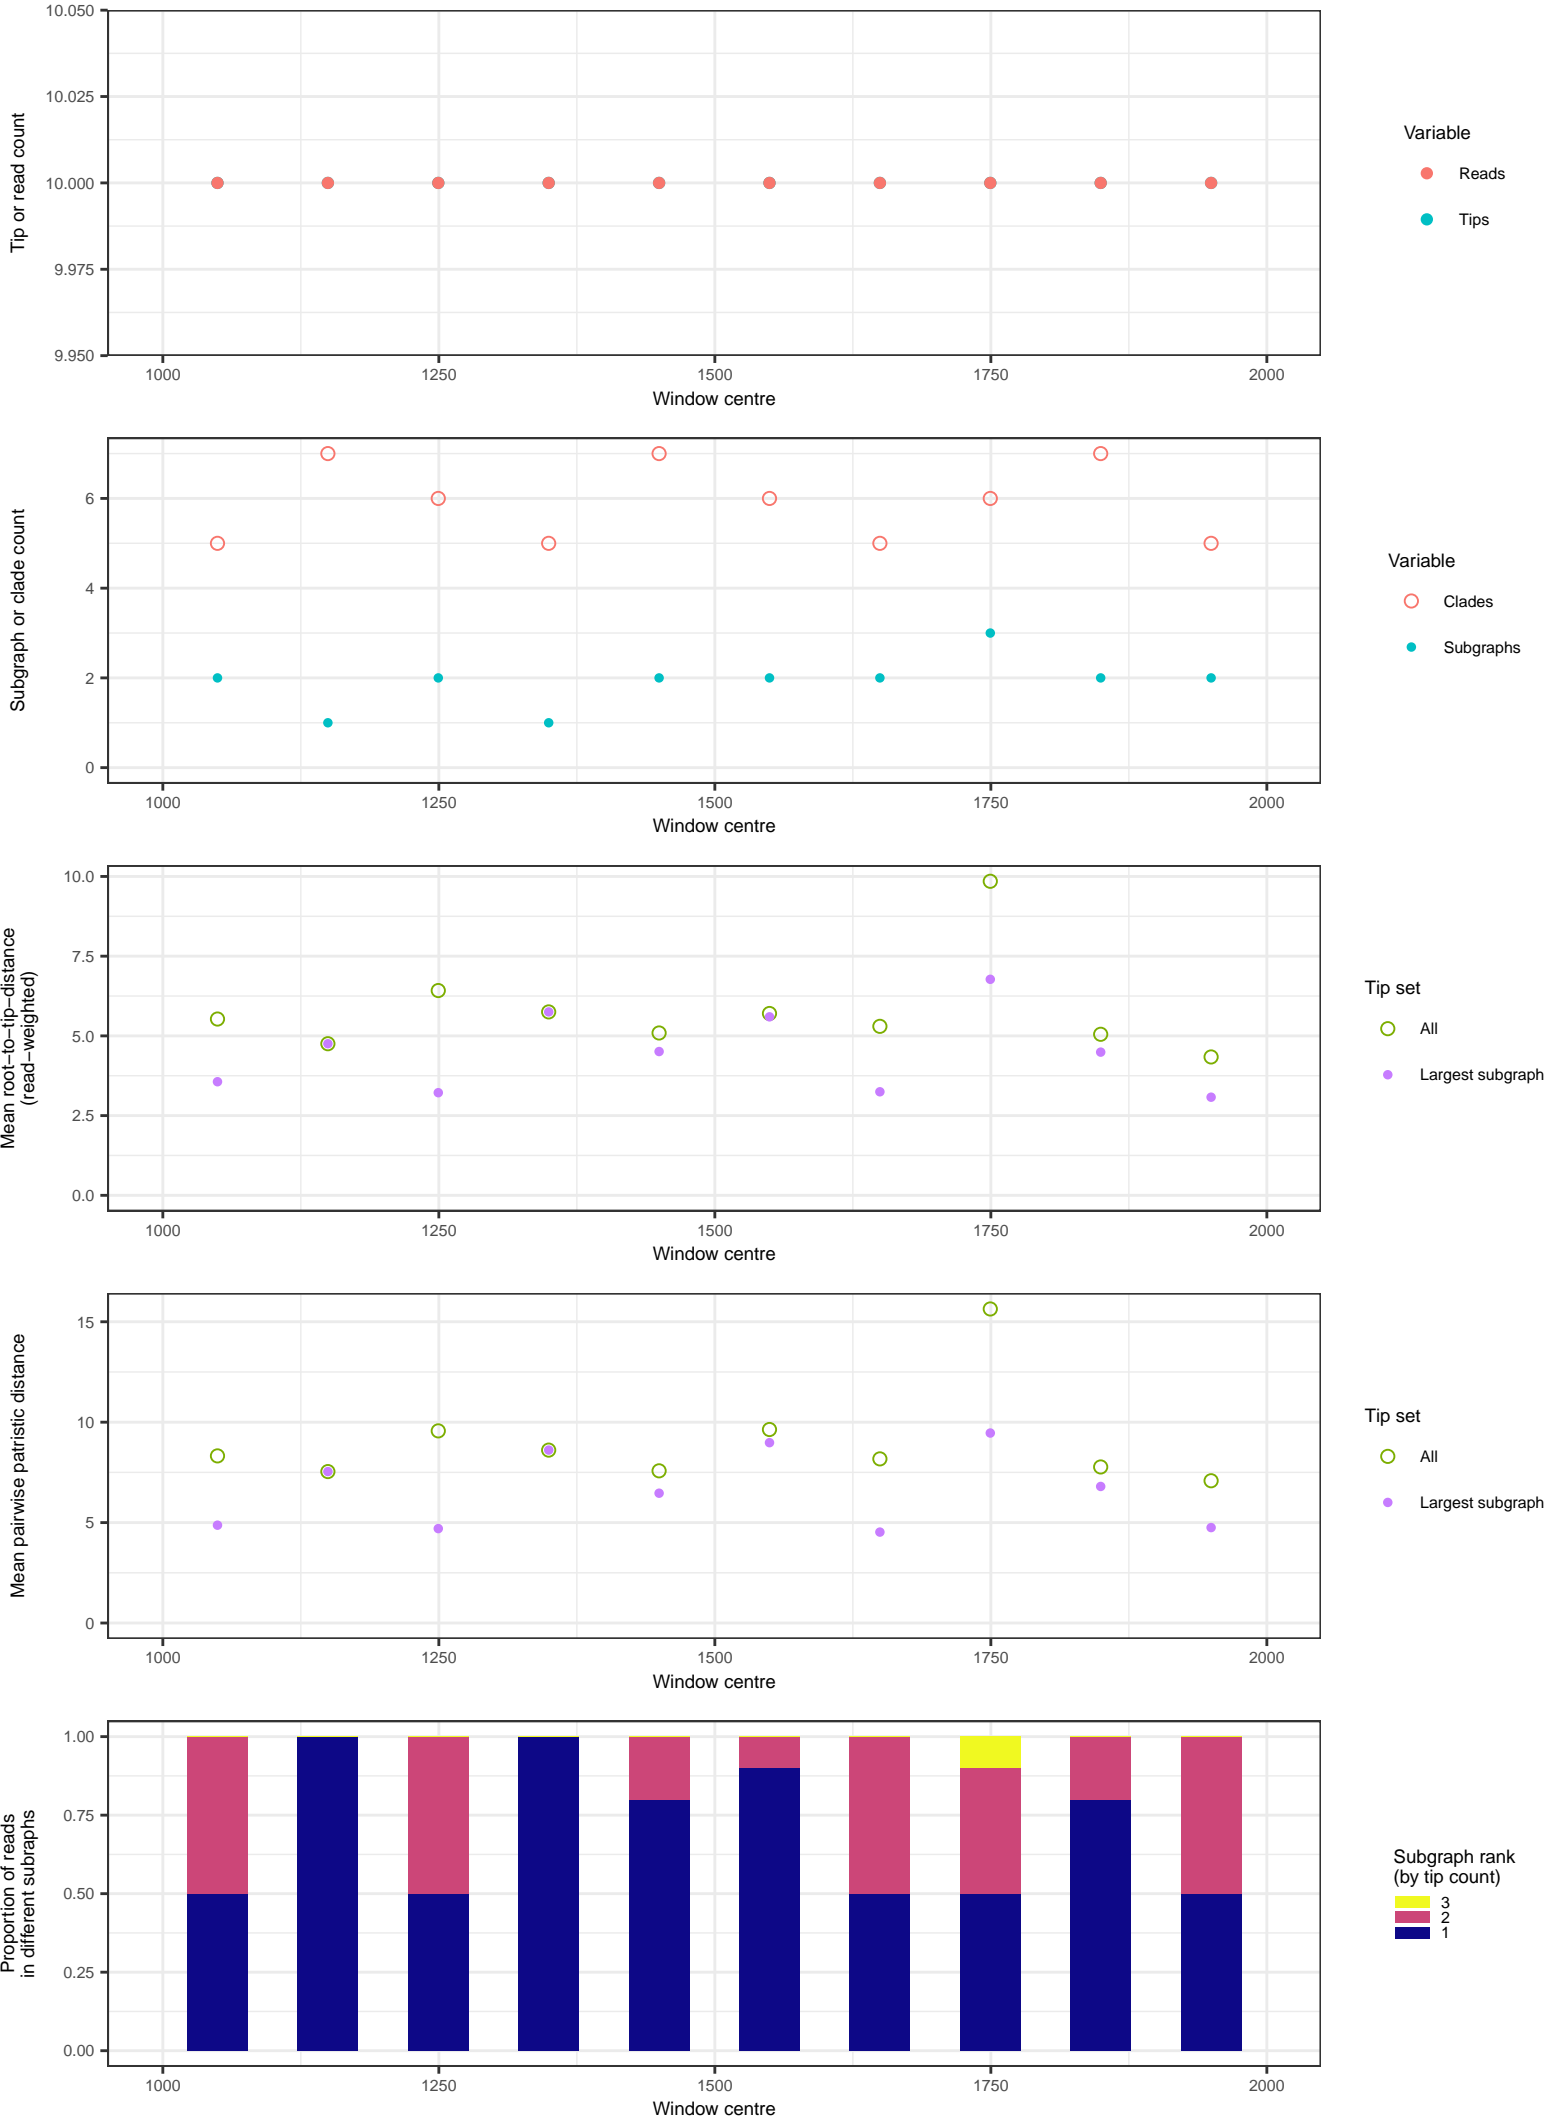 10.050
10.025
10.000
9.975
9.950
Tip or read count
1000 1250 1500 1750 2000
Window centre
Variable
Reads
Tips
6
4
2
0
Subgraph or clade count
1000 1250 1500 1750 2000
Window centre
Variable
Clades
Subgraphs
10.0
7.5
5.0
2.5
0.0
Mean root−to−tip−distance
(read−weighted)
1000 1250 1500 1750 2000
Window centre
Tip set
All
Largest subgraph
15
10
5
0
Mean pairwise patristic distance
1000 1250 1500 1750 2000
Window centre
Tip set
All
Largest subgraph
1.00
0.75
0.50
0.25
0.00
Proportion of reads
in different subraphs
1000 1250 1500 1750 2000
Window centre
Subgraph rank
(by tip count)
3
2
1